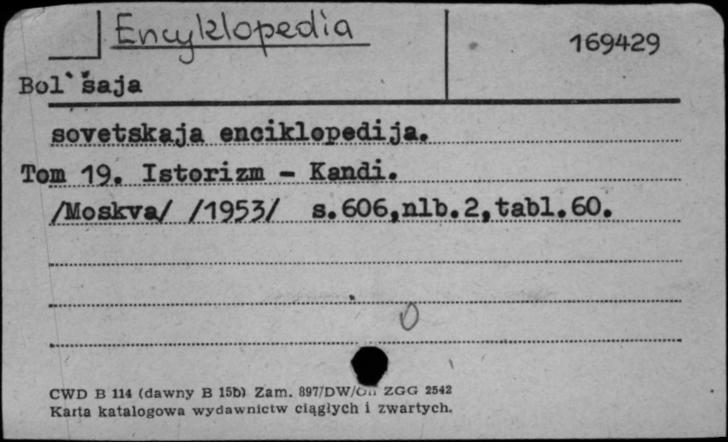 Encyklopedia
169429
Bol`šaja
sovetskaja enciklopedija.
Tom 19. Istorizm - Kandi.
/Moskva/ /1953/ s.606,nlb.2,tabl.60.
0
CWD B 114 (dawny B 15b) Zam. 897/DW/ ZGG 2542
Karta katalogowa wydawnictw ciągłych i zwartych.